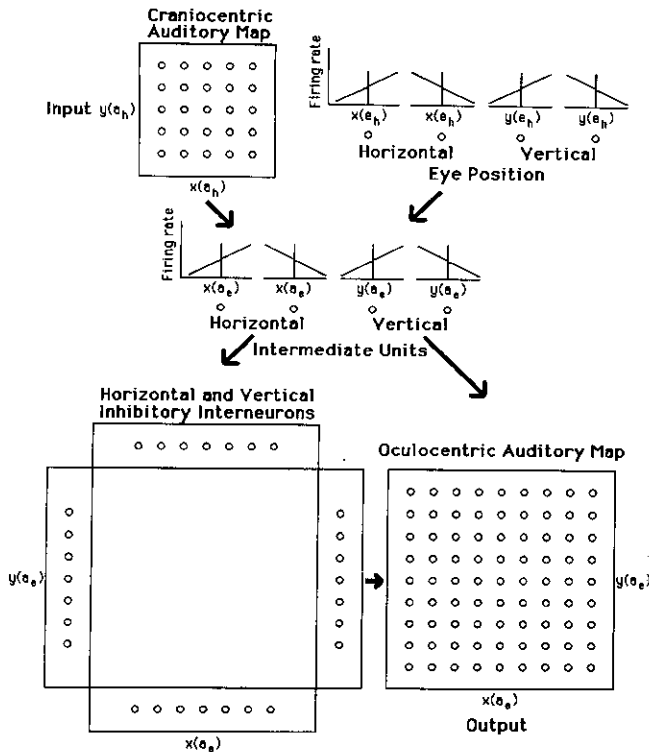 Craniocentric
Auditory Map
Input y(a_h)
x(a_h)
Firing rate
x(e_h) x(e_h) y(e_h) y(e_h)
Horizontal Vertical
Eye Position
Firing rate
x(a_e) x(a_e) y(a_e) y(a_e)
Horizontal Vertical
Intermediate Units
Horizontal and Vertical
Inhibitory Interneurons
y(a_e)
x(a_e)
Oculocentric Auditory Map
y(a_e)
x(a_e)
Output